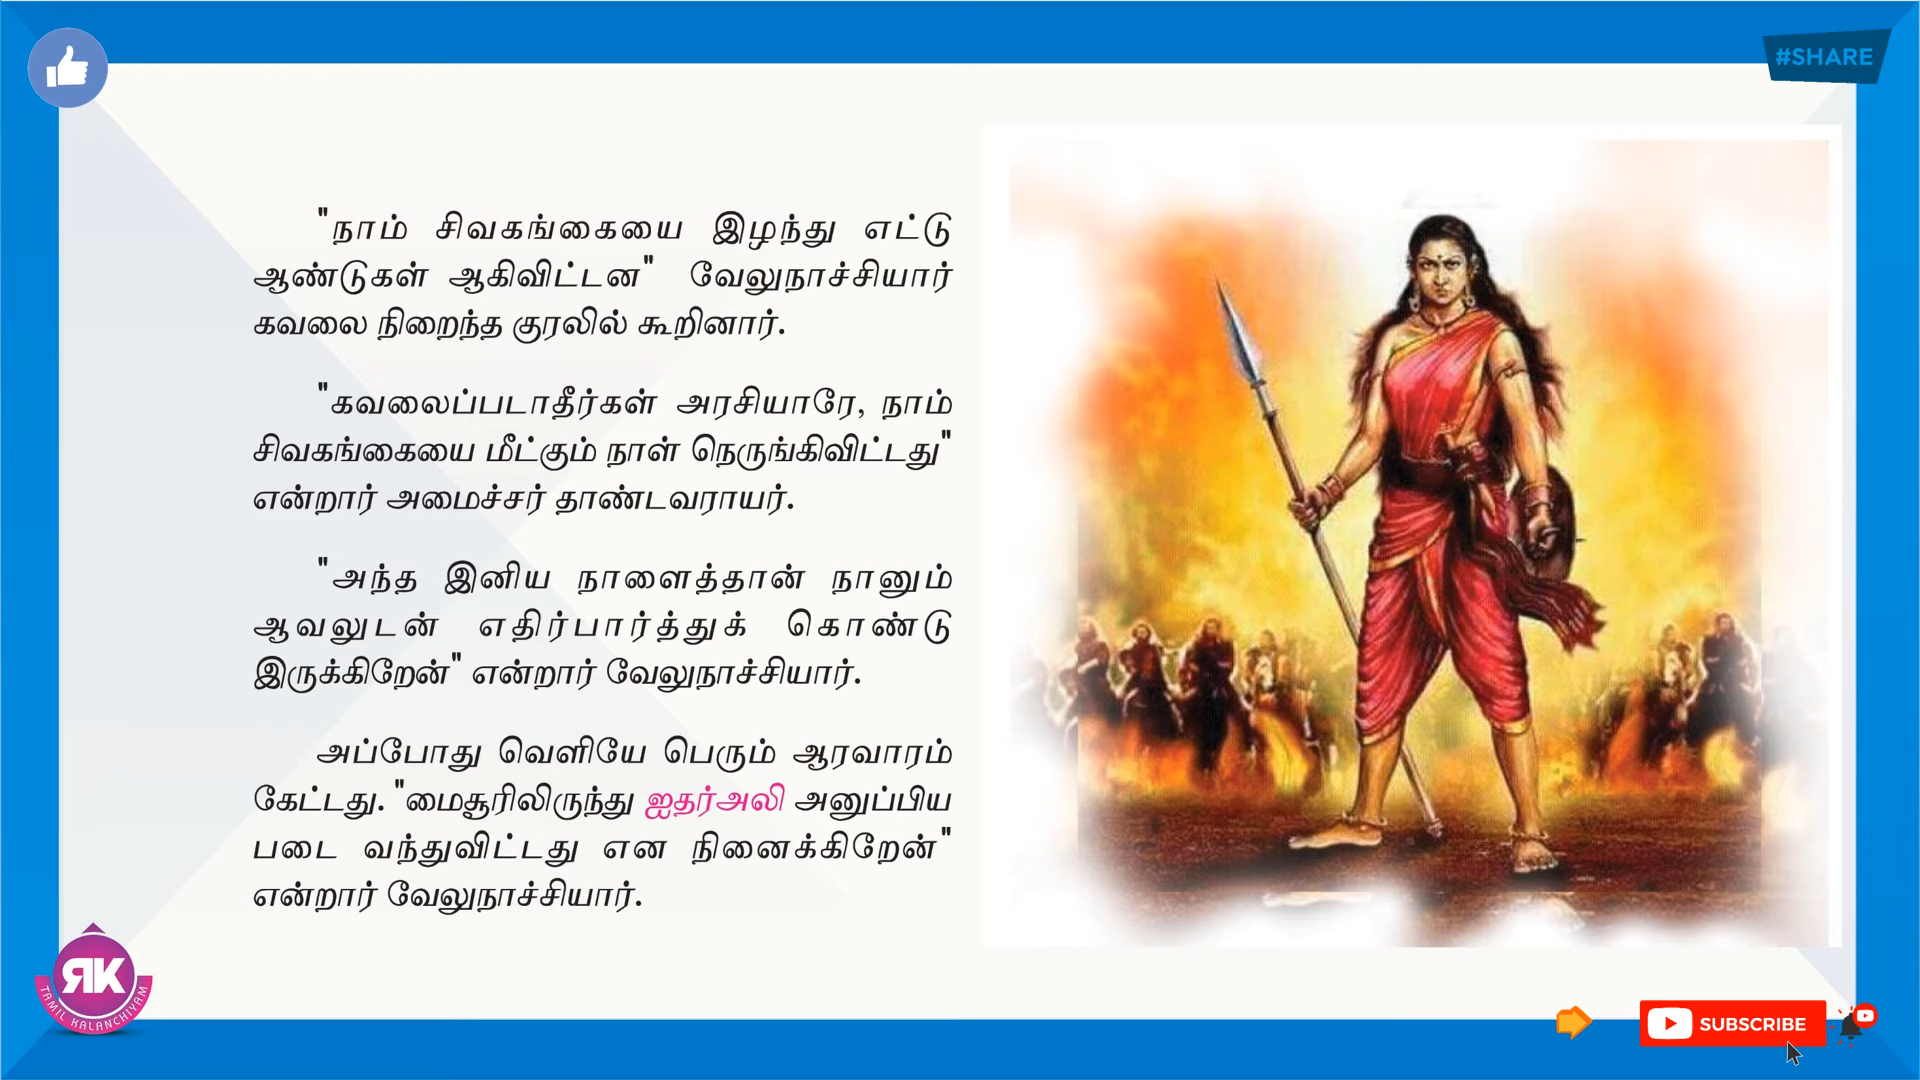 #SHARE
"நாம் சிவகங்கையை இழந்து எட்டு
ஆண்டுகள் ஆகிவிட்டன" வேலுநாச்சியார்
கவலை நிறைந்த குரலில் கூறினார்.
"கவலைப்படாதீர்கள் அரசியாரே, நாம்
சிவகங்கையை மீட்கும் நாள் நெருங்கிவிட்டது"
என்றார் அமைச்சர் தாண்டவராயர்.
"அந்த இனிய நாளைத்தான் நானும்
ஆவலுடன் எதிர்பார்த்துக் கொண்டு
இருக்கிறேன்" என்றார் வேலுநாச்சியார்.
அப்போது வெளியே பெரும் ஆரவாரம்
கேட்டது. "மைசூரிலிருந்து ஐதர்அலி அனுப்பிய
படை வந்துவிட்டது என நினைக்கிறேன்"
என்றார் வேலுநாச்சியார்.
RK
TAMIL KALANCHIYAM
SUBSCRIBE